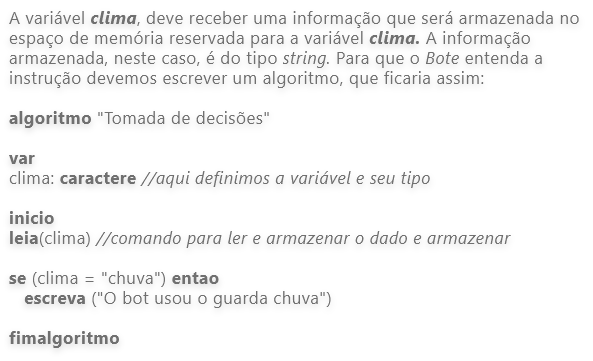 A variável clima, deve receber uma informação que será armazenada no
espaço de memória reservada para a variável clima. A informação
armazenada, neste caso, é do tipo string. Para que o Bote entenda a
instrução devemos escrever um algoritmo, que ficaria assim:
algoritmo "Tomada de decisões"
var
clima: caractere //aqui definimos a variável e seu tipo
inicio
leia(clima) //comando para ler e armazenar o dado e armazenar
se (clima = "chuva") entao
escreva ("O bot usou o guarda chuva")
fimalgoritmo